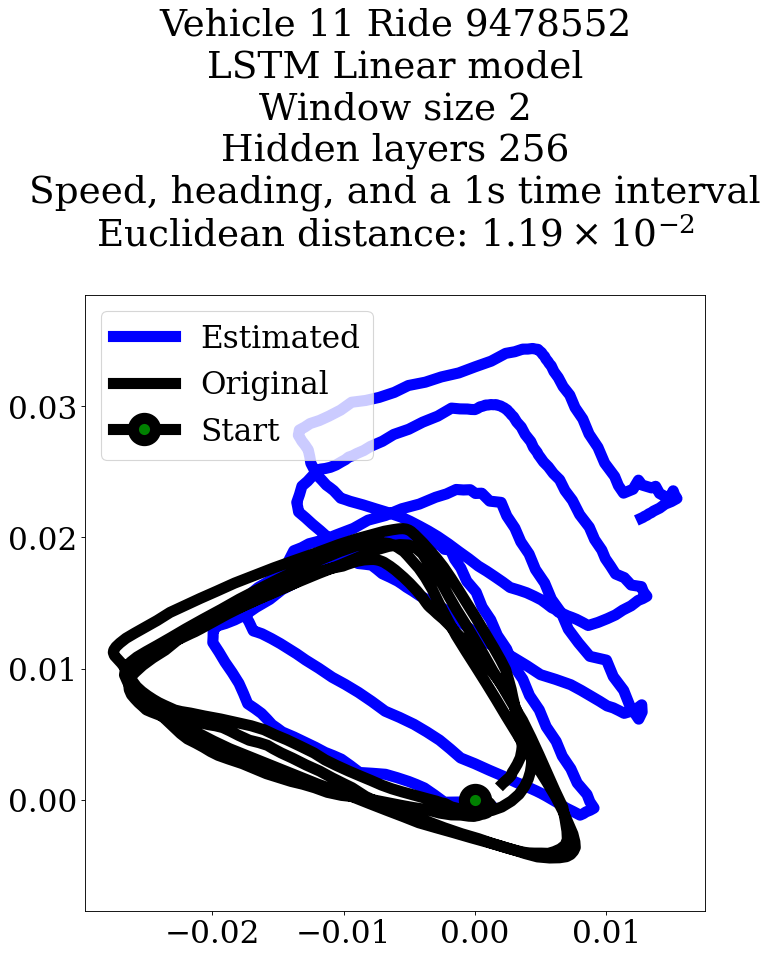 Vehicle 11 Ride 9478552
LSTM Linear model
Window size 2
Hidden layers 256
Speed, heading, and a 1s time interval
Euclidean distance: 1.19 × 10⁻²
Estimated
Original
Start
0.03
0.02
0.01
0.00
−0.02 −0.01 0.00 0.01